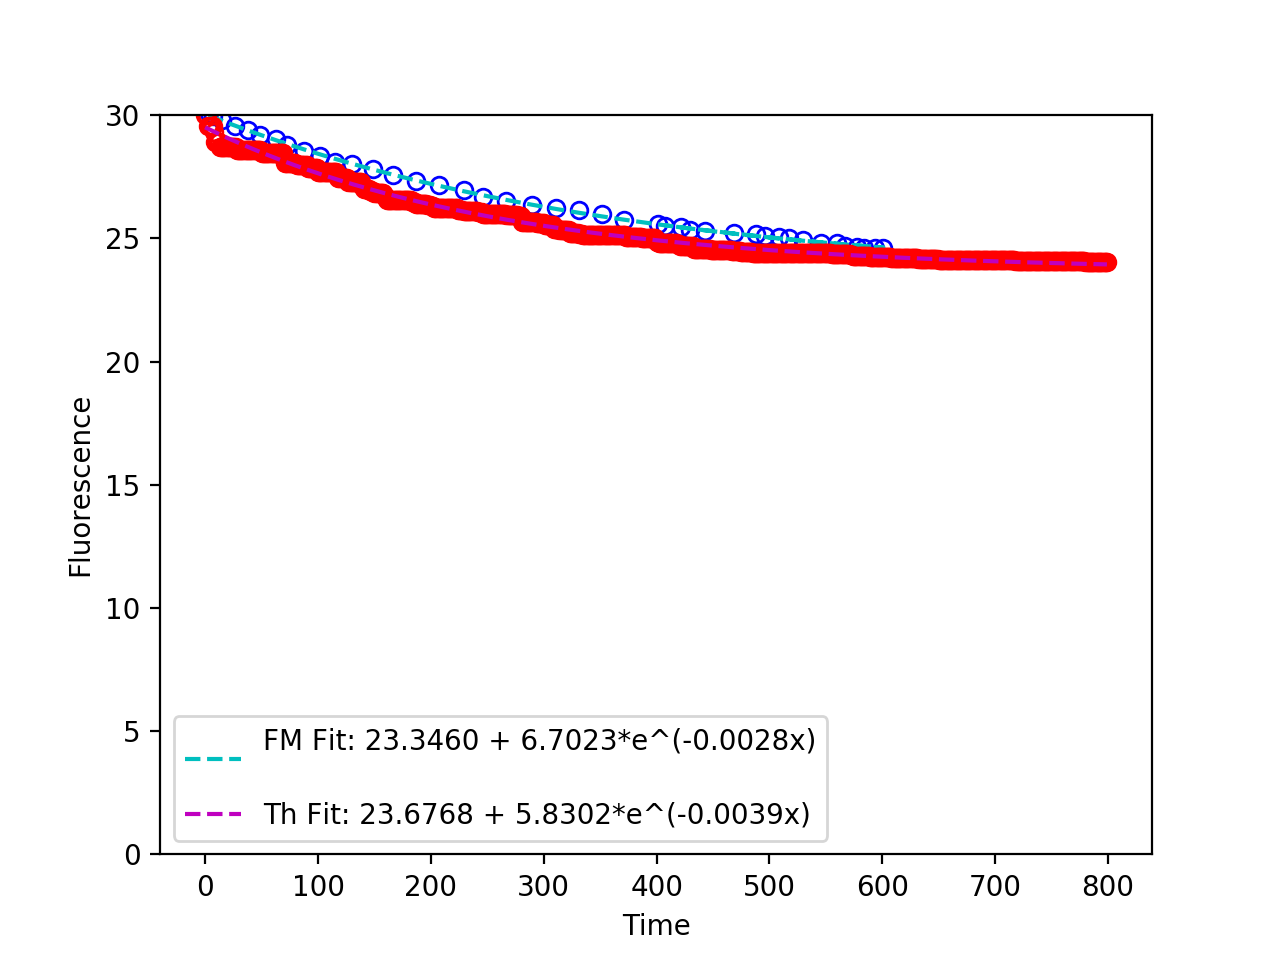 30
25
20
15
10
5
0
Fluorescence
FM Fit: 23.3460 + 6.7023*e^(-0.0028x)
Th Fit: 23.6768 + 5.8302*e^(-0.0039x)
0 100 200 300 400 500 600 700 800
Time